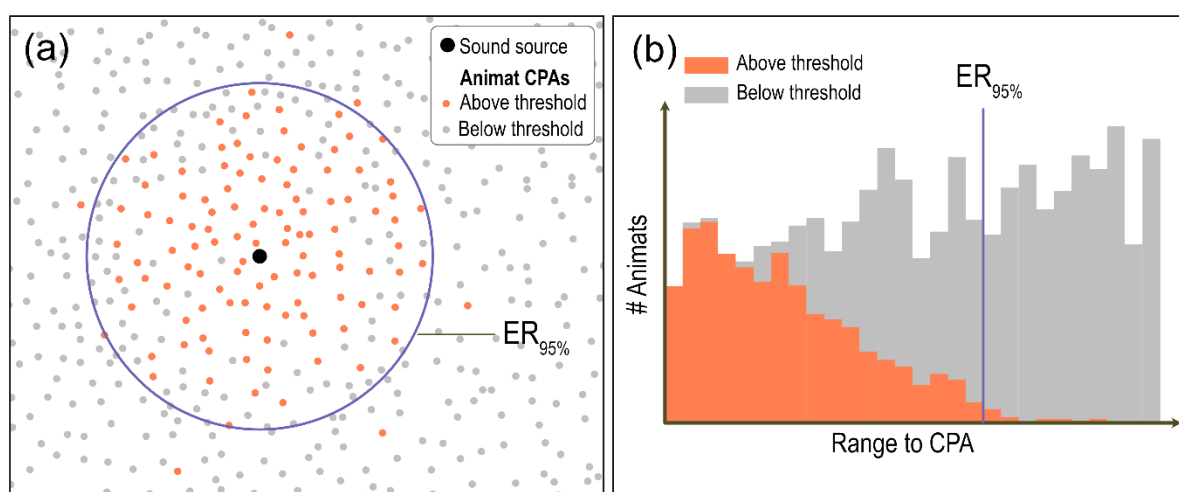 (a)
Sound source
Animat CPAs
Above threshold
Below threshold
ER95%
(b)
Above threshold
Below threshold
ER95%
# Animats
Range to CPA